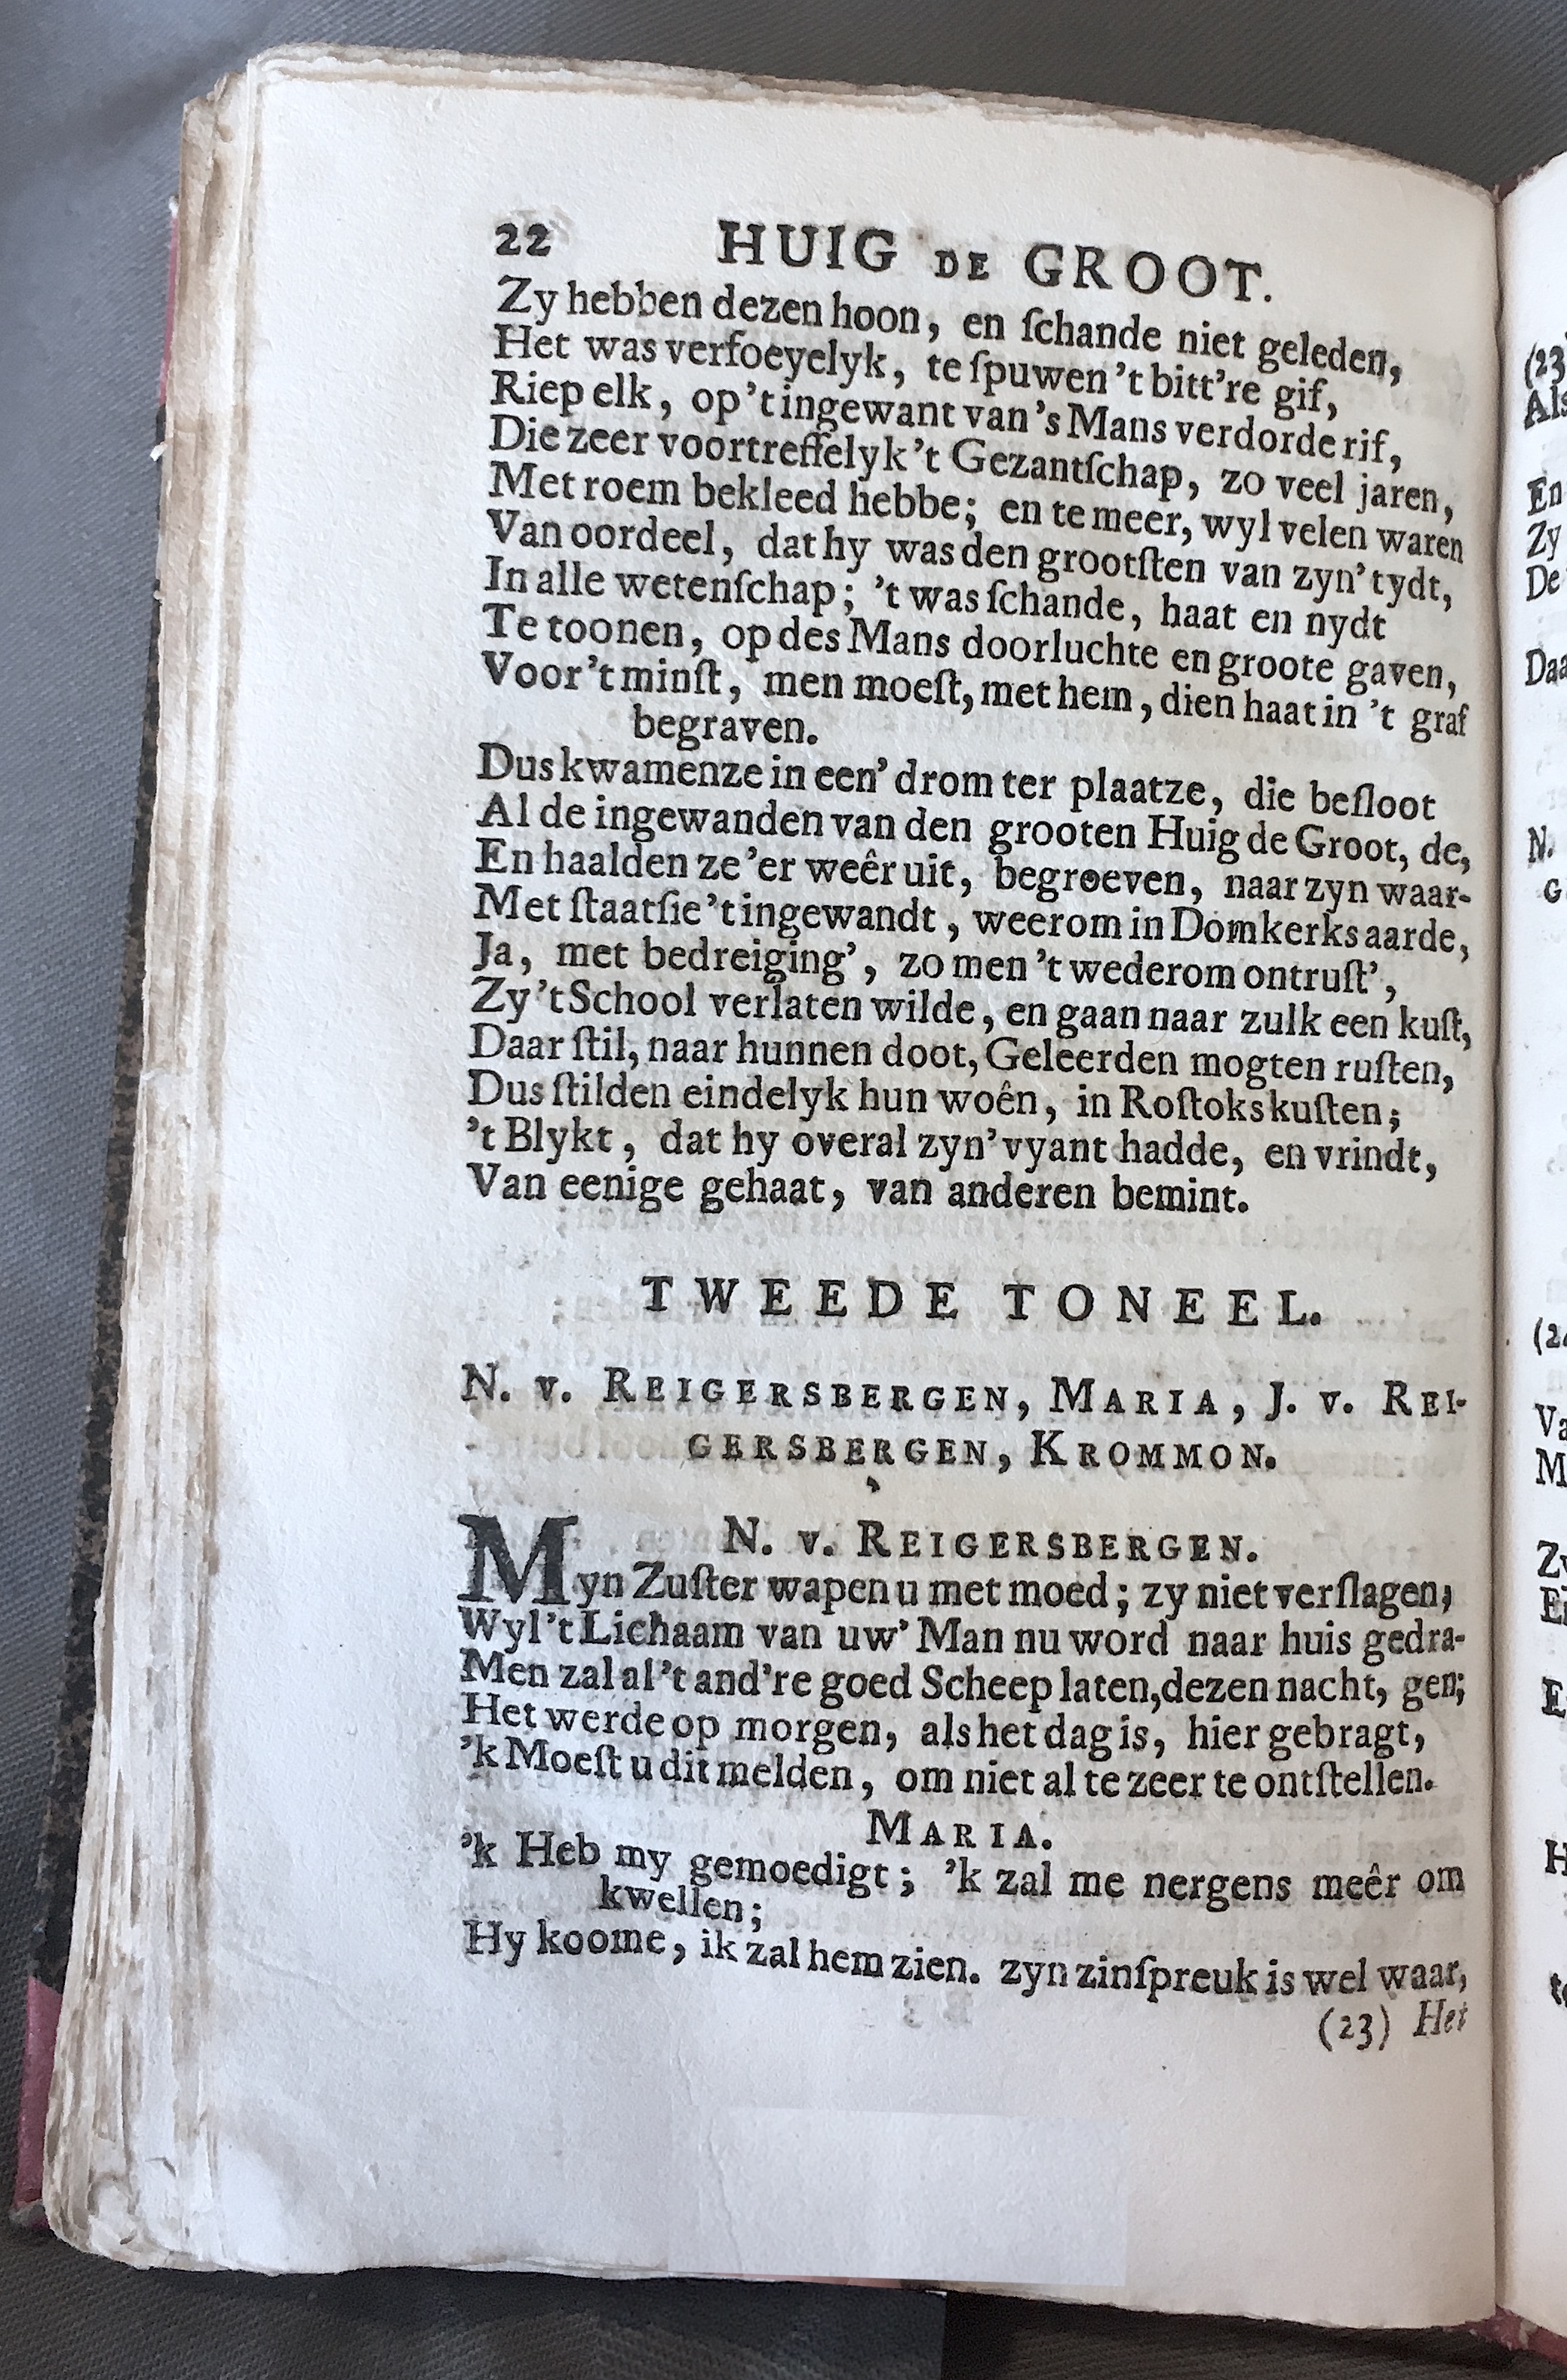 22 HUIG DE GROOT.
Zy hebben dezen hoon, en ſchande niet geleden,
Het was verfoeyelyk, te ſpuwen 't bitt're gif,
Riep elk, op 't ingewant van 's Mans verdorde rif,
Die zeer voortreffelyk 't Gezantſchap, zo veel jaren,
Met roem bekleed hebbe; en te meer, wyl velen waren
Van oordeel, dat hy was den grootſten van zyn' tydt,
In alle wetenſchap; 't was ſchande, haat en nydt
Te toonen, op des Mans doorluchte en groote gaven,
Voor 't minſt, men moeſt, met hem, dien haat in 't graf
begraven.
Dus kwamenze in een' drom ter plaatze, die beſloot
Al de ingewanden van den grooten Huig de Groot, de,
En haalden ze 'er weêr uit, begroeven, naar zyn waar-
Met ſtaatſie 't ingewandt, weerom in Domkerks aarde,
Ja, met bedreiging', zo men 't wederom ontruſt',
Zy 't School verlaten wilde, en gaan naar zulk een kuſt,
Daar ſtil, naar hunnen doot, Geleerden mogten ruſten,
Dus ſtilden eindelyk hun woên, in Roſtoks kuſten;
't Blykt, dat hy overal zyn' vyant hadde, en vrindt,
Van eenige gehaat, van anderen bemint.
TWEEDE TONEEL.
N. v. REIGERSBERGEN, MARIA, J. v. REI-
GERSBERGEN, KROMMON.
N. v. REIGERSBERGEN.
Myn Zuſter wapen u met moed; zy niet verſlagen,
Wyl 't Lichaam van uw' Man nu word naar huis gedra-
Men zal al 't and're goed Scheep laten, dezen nacht, gen;
Het werde op morgen, als het dag is, hier gebragt,
'k Moeſt u dit melden, om niet al te zeer te ontſtellen.
MARIA.
'k Heb my gemoedigt; 'k zal me nergens meêr om
kwellen;
Hy koome, ik zal hem zien. zyn zinſpreuk is wel waar,
(23) Het
(23
Als
En
Zy
De
Daa
N.
G
Va
M